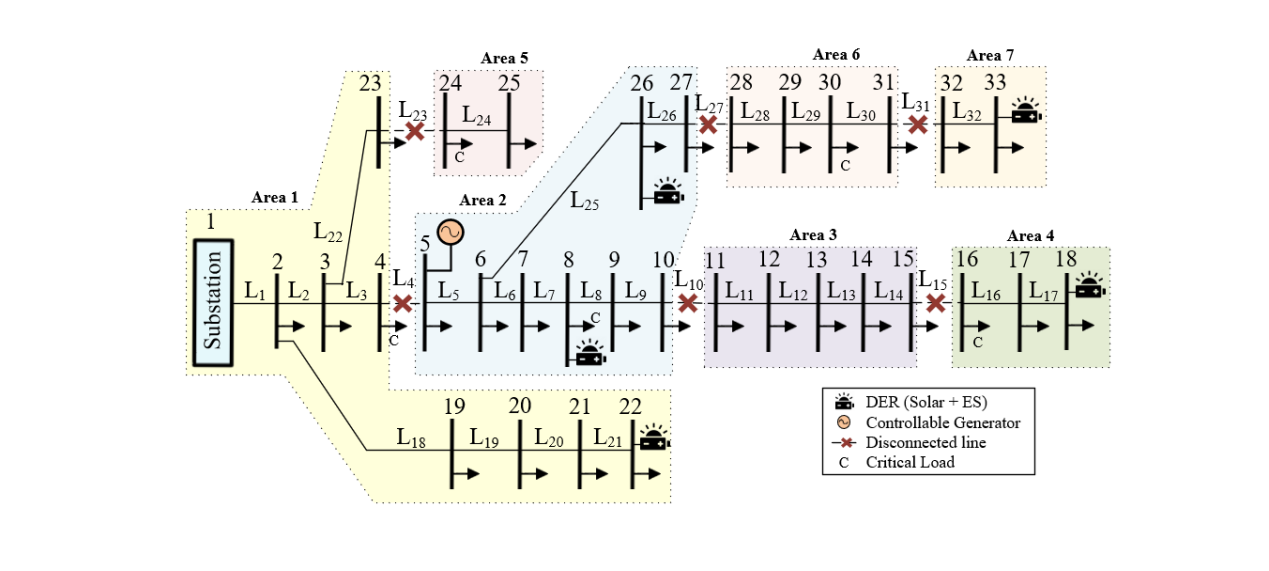 Area 5
Area 6
Area 7
23
24
25
26
27
28
29
30
31
32
33
L23
L24
L26
L27
L28
L29
L30
L31
L32
C
C
Area 1
Area 2
L25
1
Substation
L22
Area 3
Area 4
2
3
4
5
6
7
8
9
10
11
12
13
14
15
16
17
18
L1
L2
L3
L4
L5
L6
L7
L8
L9
L10
L11
L12
L13
L14
L15
L16
L17
C
C
C
19
20
21
22
L18
L19
L20
L21
DER (Solar + ES)
Controllable Generator
Disconnected line
C Critical Load